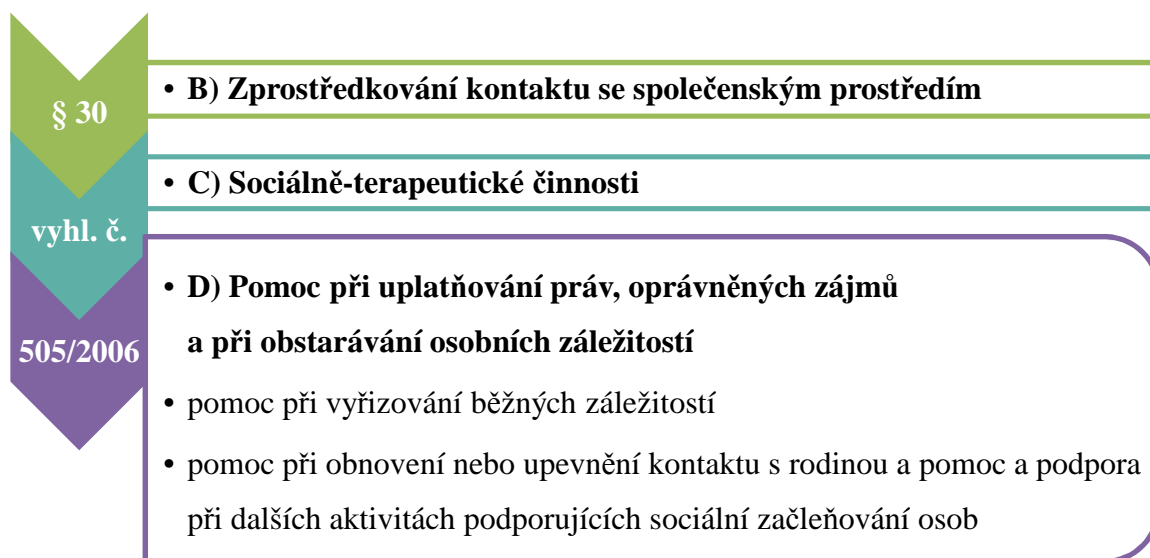 § 30
• B) Zprostředkování kontaktu se společenským prostředím
vyhl. č.
• C) Sociálně-terapeutické činnosti
505/2006
• D) Pomoc při uplatňování práv, oprávněných zájmů
a při obstarávání osobních záležitostí
• pomoc při vyřizování běžných záležitostí
• pomoc při obnovení nebo upevnění kontaktu s rodinou a pomoc a podpora
při dalších aktivitách podporujících sociální začleňování osob